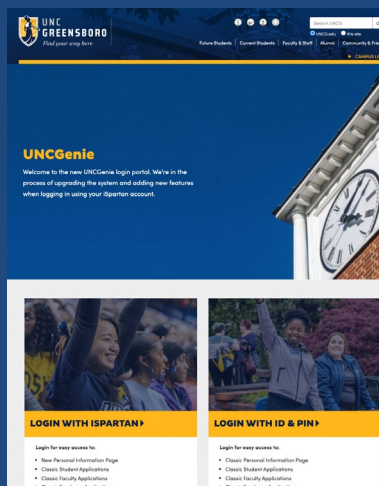 UNC
GREENSBORO
Find your way here
Search UNCG
UNCG.edu this site
Future Students Current Students Faculty & Staff Alumni Community & Frie
CAMPUS LI
UNCGenie
Welcome to the new UNCGenie login portal. We're in the
process of upgrading the system and adding new features
when logging in using your iSpartan account.
LOGIN WITH ISPARTAN
Login for easy access to:
New Personal Information Page
Classic Student Applications
Classic Faculty Applications
LOGIN WITH ID & PIN
Login for easy access to:
Classic Personal Information Page
Classic Student Applications
Classic Faculty Applications